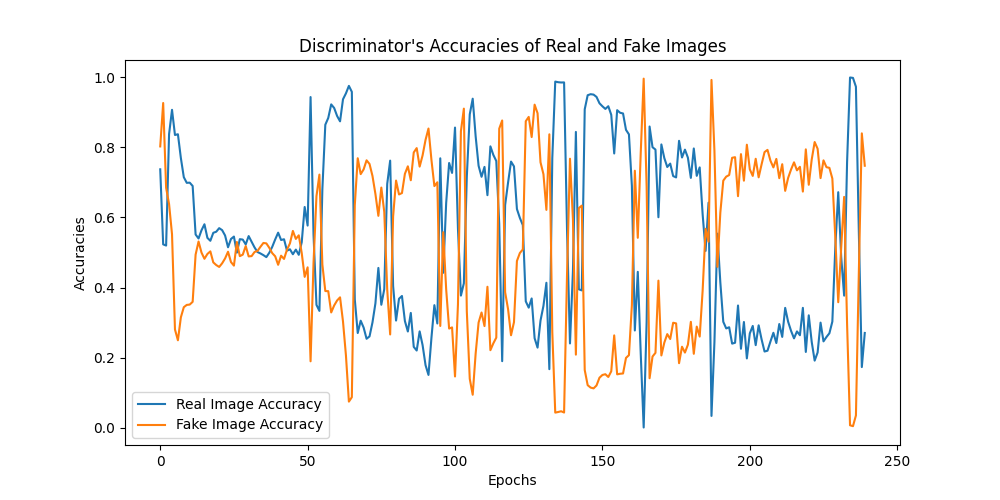 Discriminator's Accuracies of Real and Fake Images
1.0
0.8
0.6
0.4
0.2
0.0
Accuracies
Real Image Accuracy
Fake Image Accuracy
0 50 100 150 200 250
Epochs